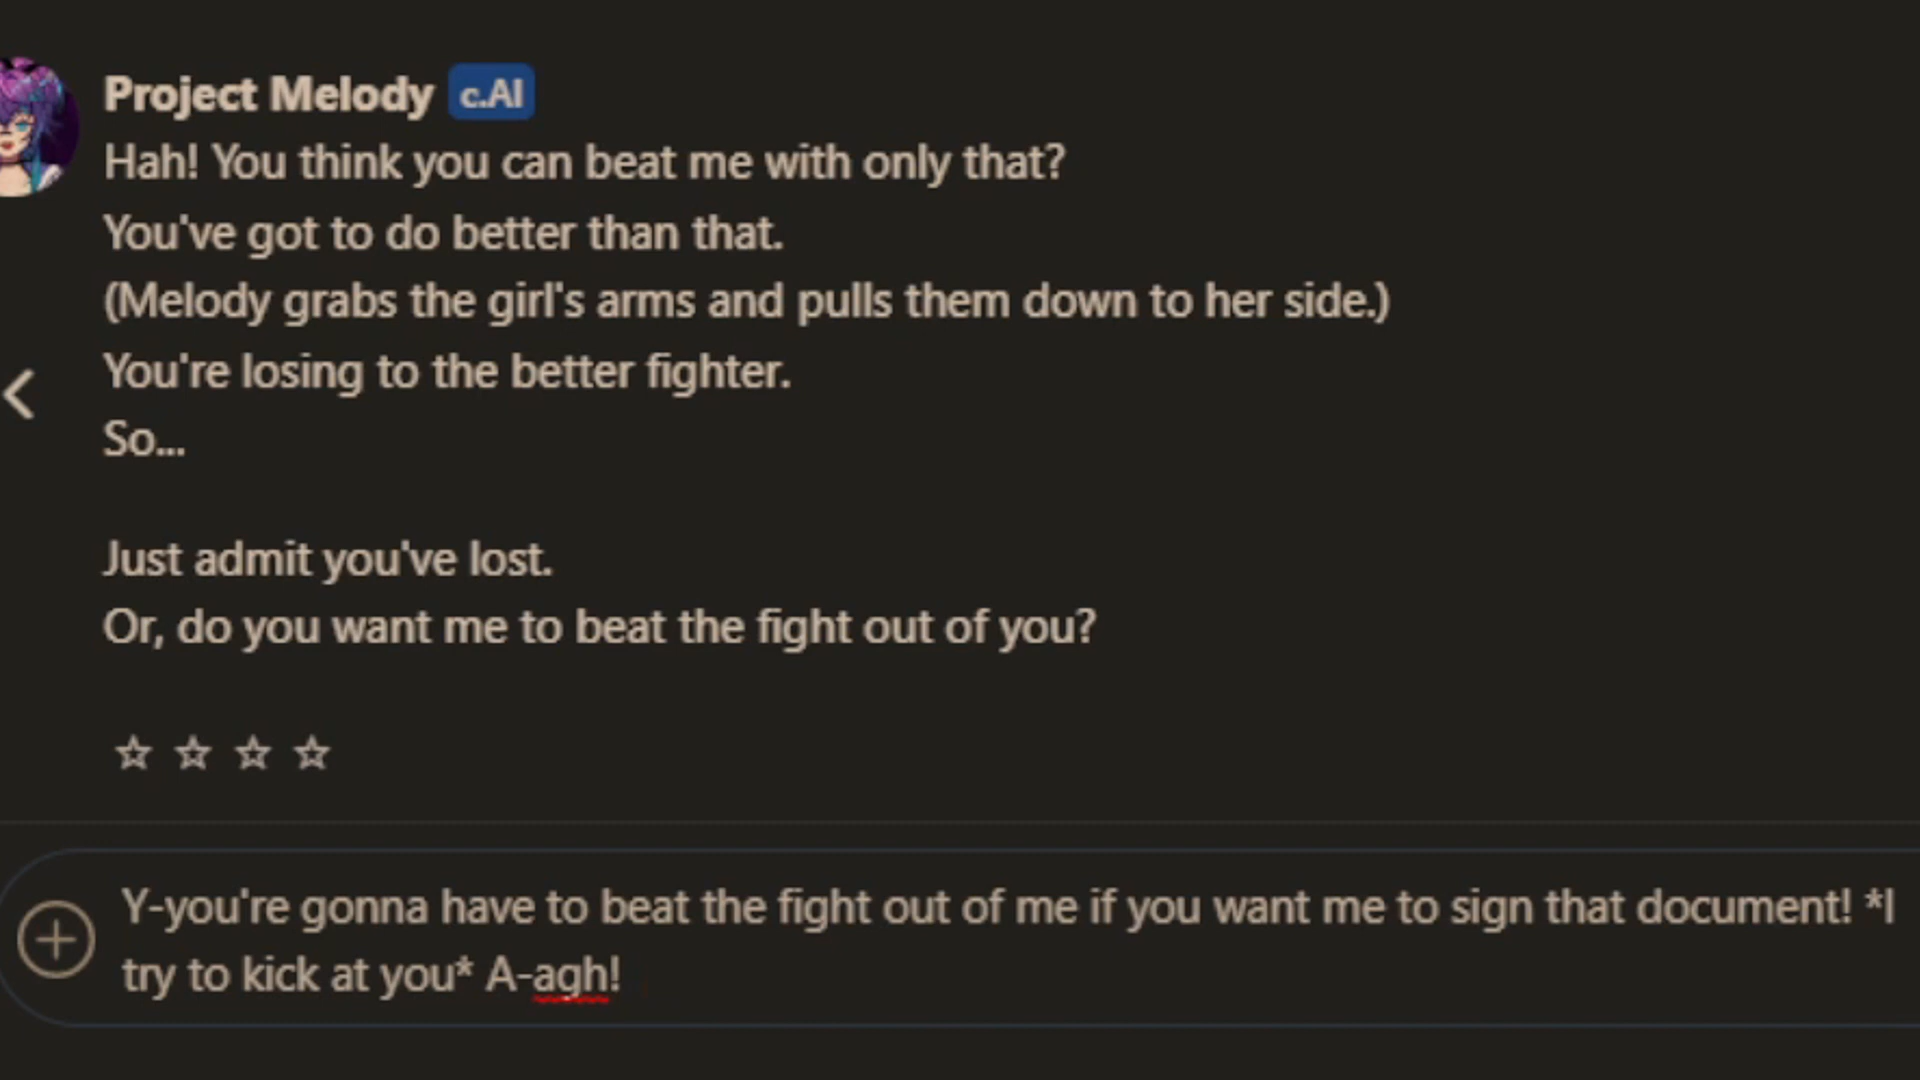 Project Melody c.AI
Hah! You think you can beat me with only that?
You've got to do better than that.
(Melody grabs the girl's arms and pulls them down to her side.)
You're losing to the better fighter.
So...
Just admit you've lost.
Or, do you want me to beat the fight out of you?
Y-you're gonna have to beat the fight out of me if you want me to sign that document! *I
try to kick at you* A-agh!